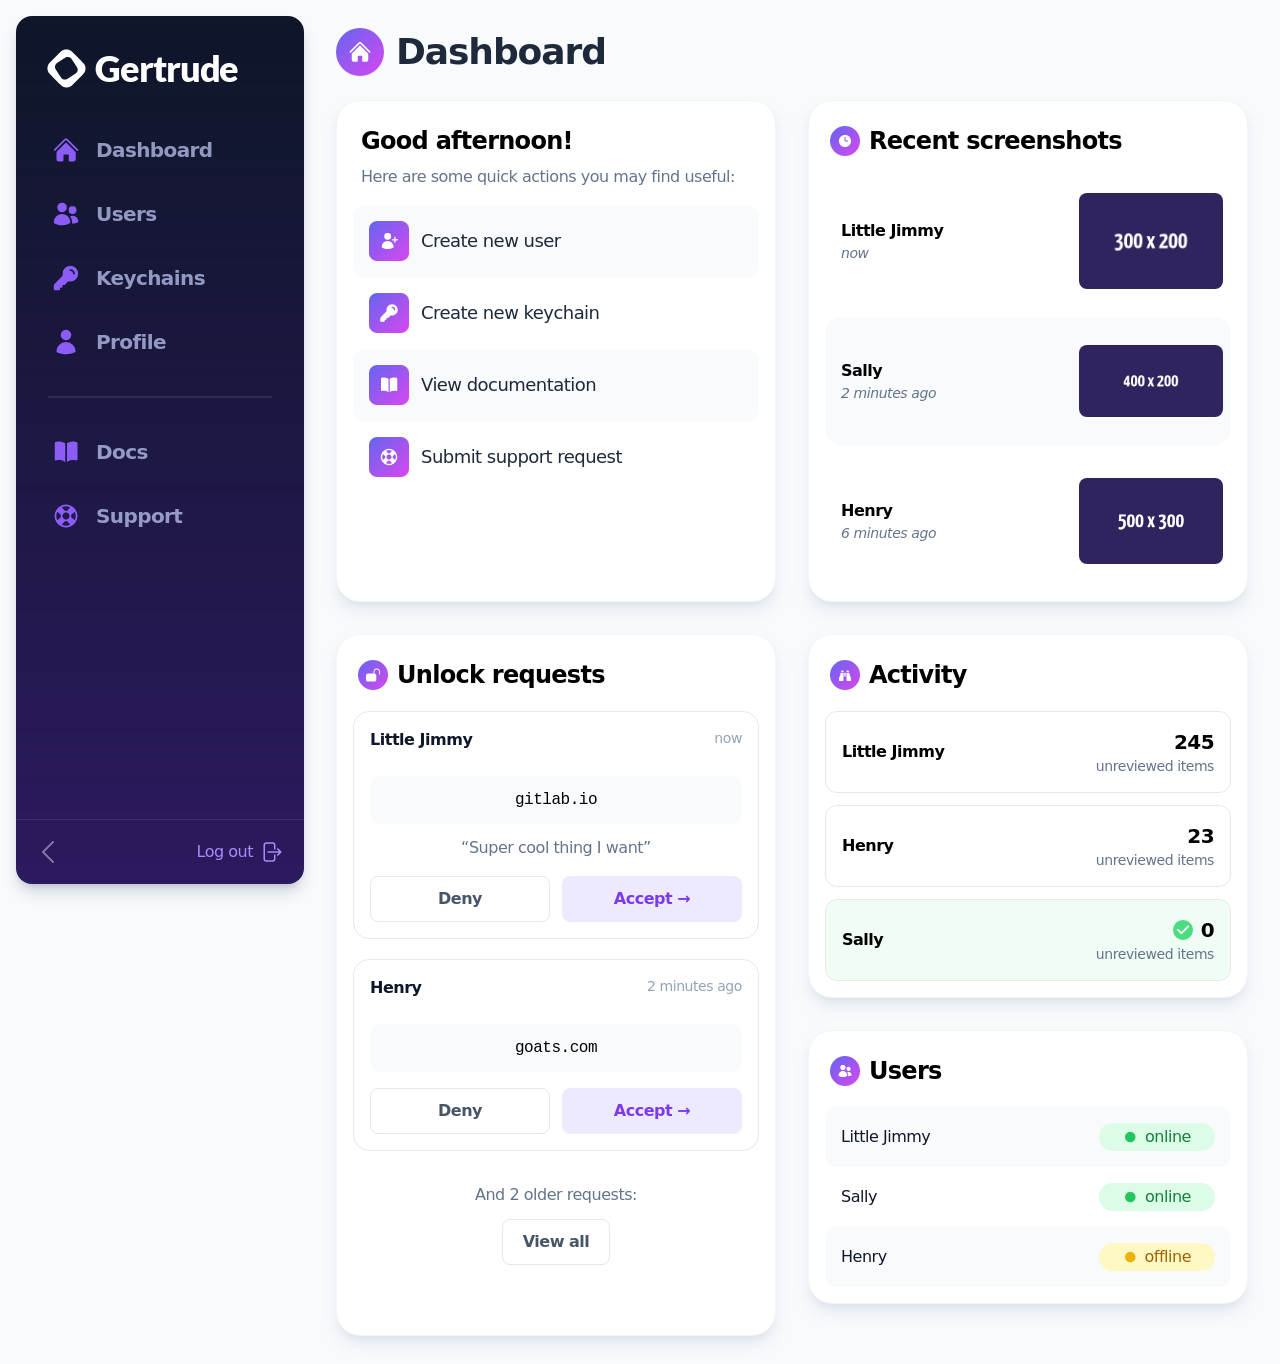 Gertrude
Dashboard
Users
Keychains
Profile
Docs
Support
Log out
Dashboard
Good afternoon!
Here are some quick actions you may find useful:
Create new user
Create new keychain
View documentation
Submit support request
Recent screenshots
Little Jimmy
now
300 x 200
Sally
2 minutes ago
400 x 200
Henry
6 minutes ago
500 x 300
Unlock requests
Little Jimmy
now
gitlab.io
“Super cool thing I want”
Deny
Accept →
Henry
2 minutes ago
goats.com
Deny
Accept →
And 2 older requests:
View all
Activity
Little Jimmy
245
unreviewed items
Henry
23
unreviewed items
Sally
0
unreviewed items
Users
Little Jimmy
online
Sally
online
Henry
offline